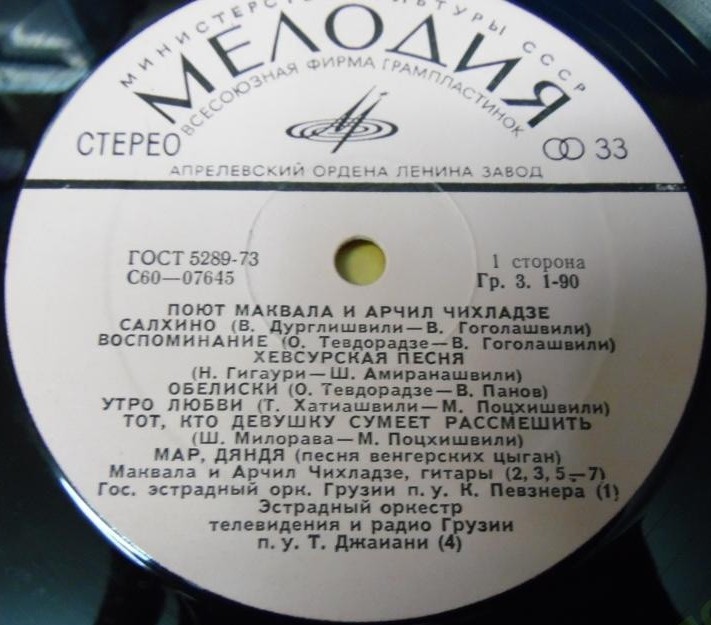 МИНИСТЕРСТВО КУЛЬТУРЫ СССР
МЕЛОДИЯ
ВСЕСОЮЗНАЯ ФИРМА ГРАМПЛАСТИНОК
СТЕРЕО
33
АПРЕЛЕВСКИЙ ОРДЕНА ЛЕНИНА ЗАВОД
ГОСТ 5289-73
1 сторона
С60—07645
Гр. 3. 1-90
ПОЮТ МАКВАЛА И АРЧИЛ ЧИХЛАДЗЕ
САЛХИНО (В. Дурглишвили—В. Гоголашвили)
ВОСПОМИНАНИЕ (О. Тевдорадзе—В. Гоголашвили)
ХЕВСУРСКАЯ ПЕСНЯ
(Н. Гигаури—Ш. Амиранашвили)
ОБЕЛИСКИ (О. Тевдорадзе—В. Панов)
УТРО ЛЮБВИ (Т. Хатиашвили—М. Поцхишвили)
ТОТ, КТО ДЕВУШКУ СУМЕЕТ РАССМЕШИТЬ
(Ш. Милорава—М. Поцхишвили)
МАР, ДЯНДЯ (песня венгерских цыган)
Маквала и Арчил Чихладзе, гитары (2, 3, 5—7)
Гос. эстрадный орк. Грузии п. у. К. Певзнера (1)
Эстрадный оркестр
телевидения и радио Грузии
п. у. Т. Джаиани (4)